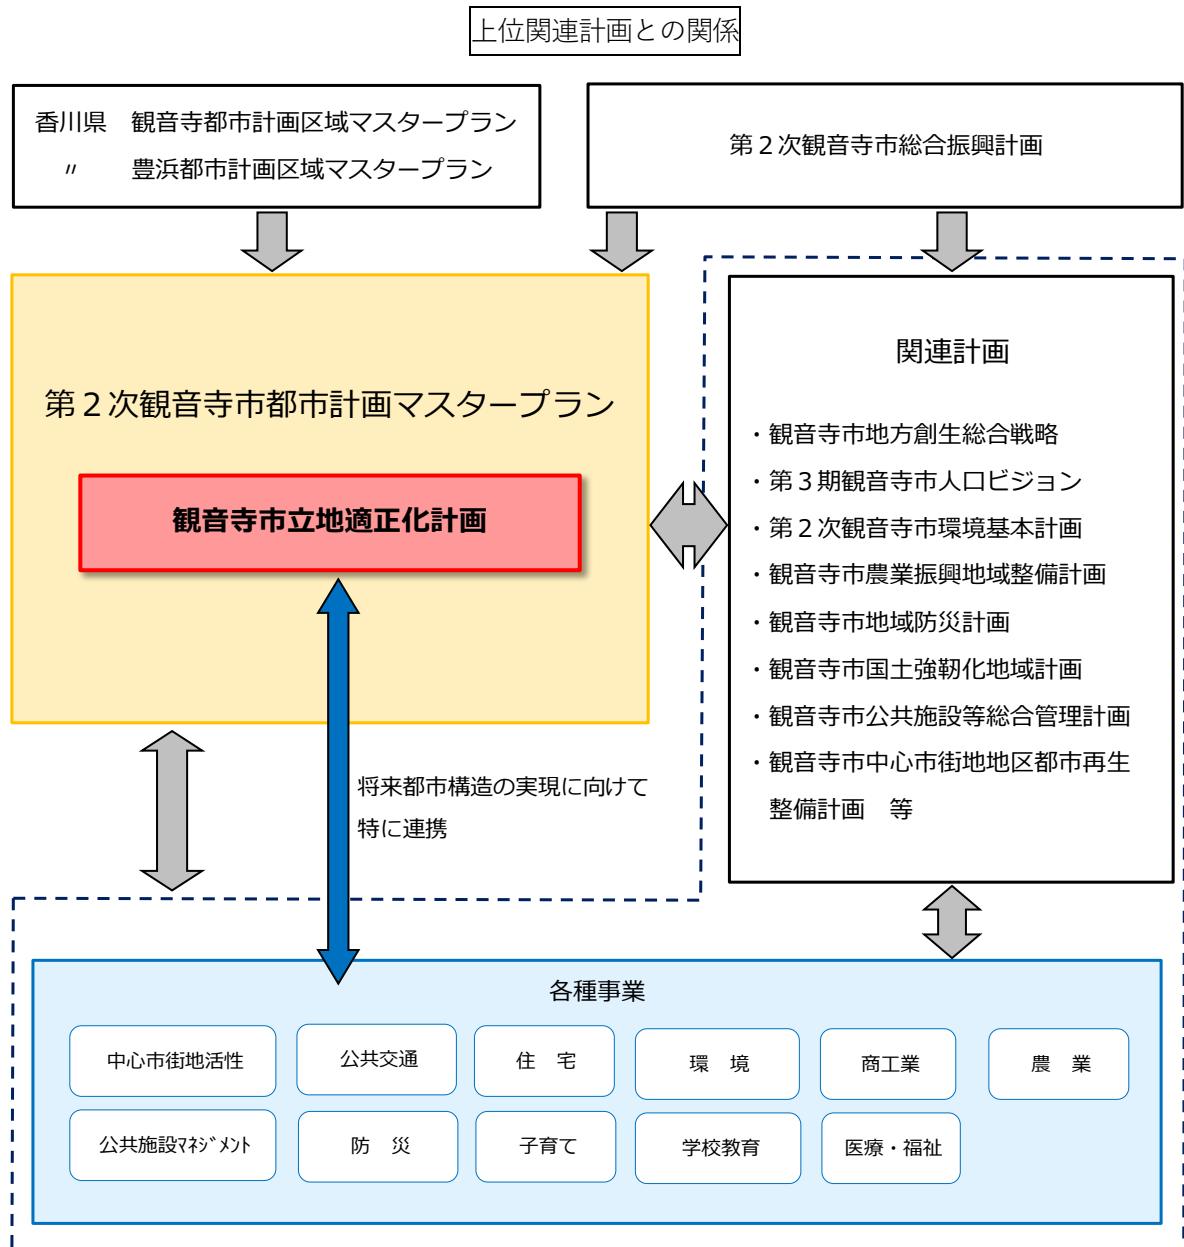 上位関連計画との関係
香川県　観音寺都市計画区域マスタープラン
〃　豊浜都市計画区域マスタープラン
第２次観音寺市総合振興計画
第２次観音寺市都市計画マスタープラン
観音寺市立地適正化計画
関連計画
・観音寺市地方創生総合戦略
・第３期観音寺市人口ビジョン
・第２次観音寺市環境基本計画
・観音寺市農業振興地域整備計画
・観音寺市地域防災計画
・観音寺市国土強靭化地域計画
・観音寺市公共施設等総合管理計画
・観音寺市中心市街地地区都市再生
整備計画　等
将来都市構造の実現に向けて
特に連携
各種事業
中心市街地活性
公共交通
住　宅
環　境
商工業
農　業
公共施設ﾏﾈｼﾞﾒﾝﾄ
防　災
子育て
学校教育
医療・福祉